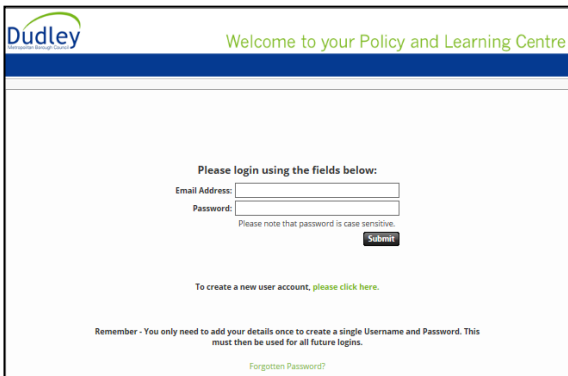 Dudley
Metropolitan Borough Council
Welcome to your Policy and Learning Centre
Please login using the fields below:
Email Address:
Password:
Please note that password is case sensitive.
Submit
To create a new user account, please click here.
Remember - You only need to add your details once to create a single Username and Password. This
must then be used for all future logins.
Forgotten Password?